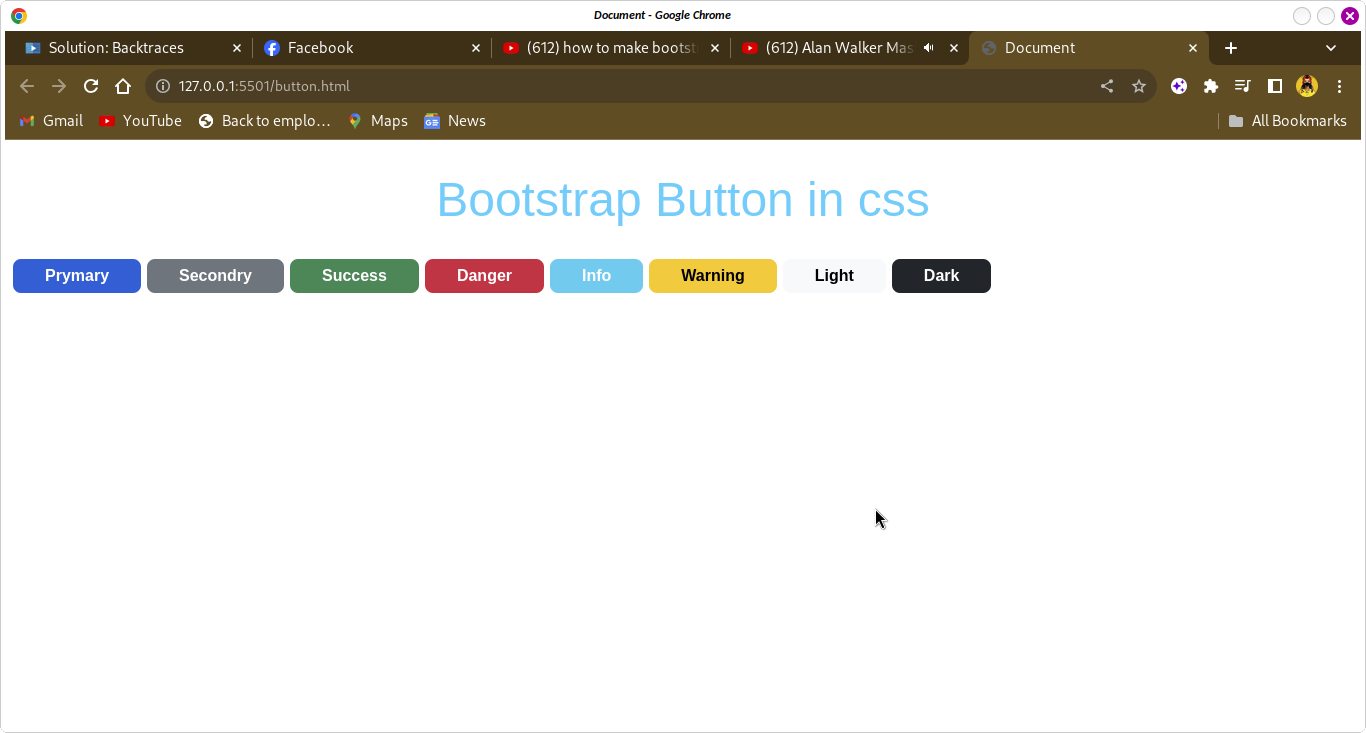 Document - Google Chrome
Solution: Backtraces
Facebook
(612) how to make bootst
(612) Alan Walker Mas
Document
127.0.0.1:5501/button.html
Gmail
YouTube
Back to emplo…
Maps
News
All Bookmarks
Bootstrap Button in css
Prymary
Secondry
Success
Danger
Info
Warning
Light
Dark